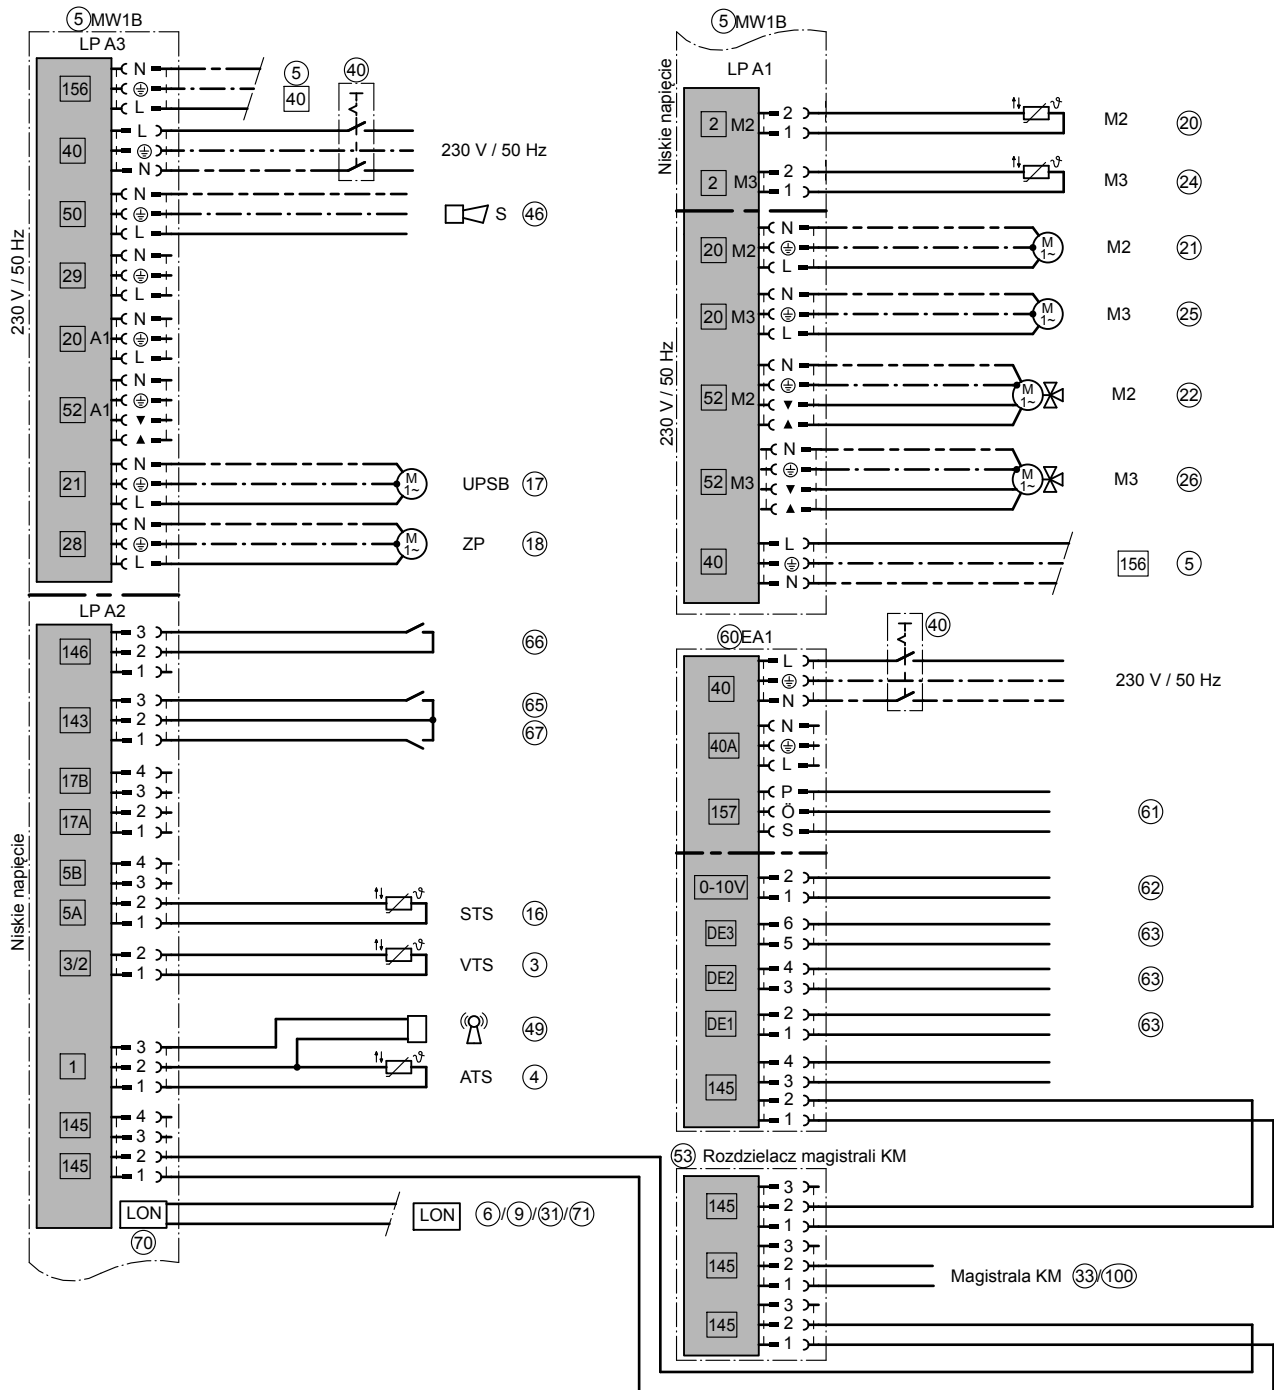 5 MW1B
LP A3
230 V / 50 Hz
156
N
L
5
40
40
40
L
N
230 V / 50 Hz
50
N
L
S 46
29
N
L
20 A1
N
L
52 A1
N
▼
▲
21
N
L
M
1~
UPSB 17
28
N
L
M
1~
ZP 18
LP A2
Niskie napięcie
146
3
2
1
66
143
3
2
1
65
67
17B
4
3
17A
2
1
5B
4
3
5A
2
1
ϑ
STS 16
3/2
2
1
ϑ
VTS 3
1
3
2
1
49
ϑ
ATS 4
145
4
3
145
2
1
LON
70
LON 6/9/31/71
5 MW1B
LP A1
Niskie napięcie
2 M2
2
1
ϑ
M2 20
2 M3
2
1
ϑ
M3 24
230 V / 50 Hz
20 M2
N
L
M
1~
M2 21
20 M3
N
L
M
1~
M3 25
52 M2
N
▼
▲
M
1~
M2 22
52 M3
N
▼
▲
M
1~
M3 26
40
L
N
156 5
60 EA1
40
40
L
N
230 V / 50 Hz
40A
N
L
157
P
Ö
S
61
0-10V
2
1
62
DE3
6
5
63
DE2
4
3
63
DE1
2
1
63
145
4
3
2
1
53 Rozdzielacz magistrali KM
145
3
2
1
145
3
2
1
Magistrala KM 33/100
145
3
2
1